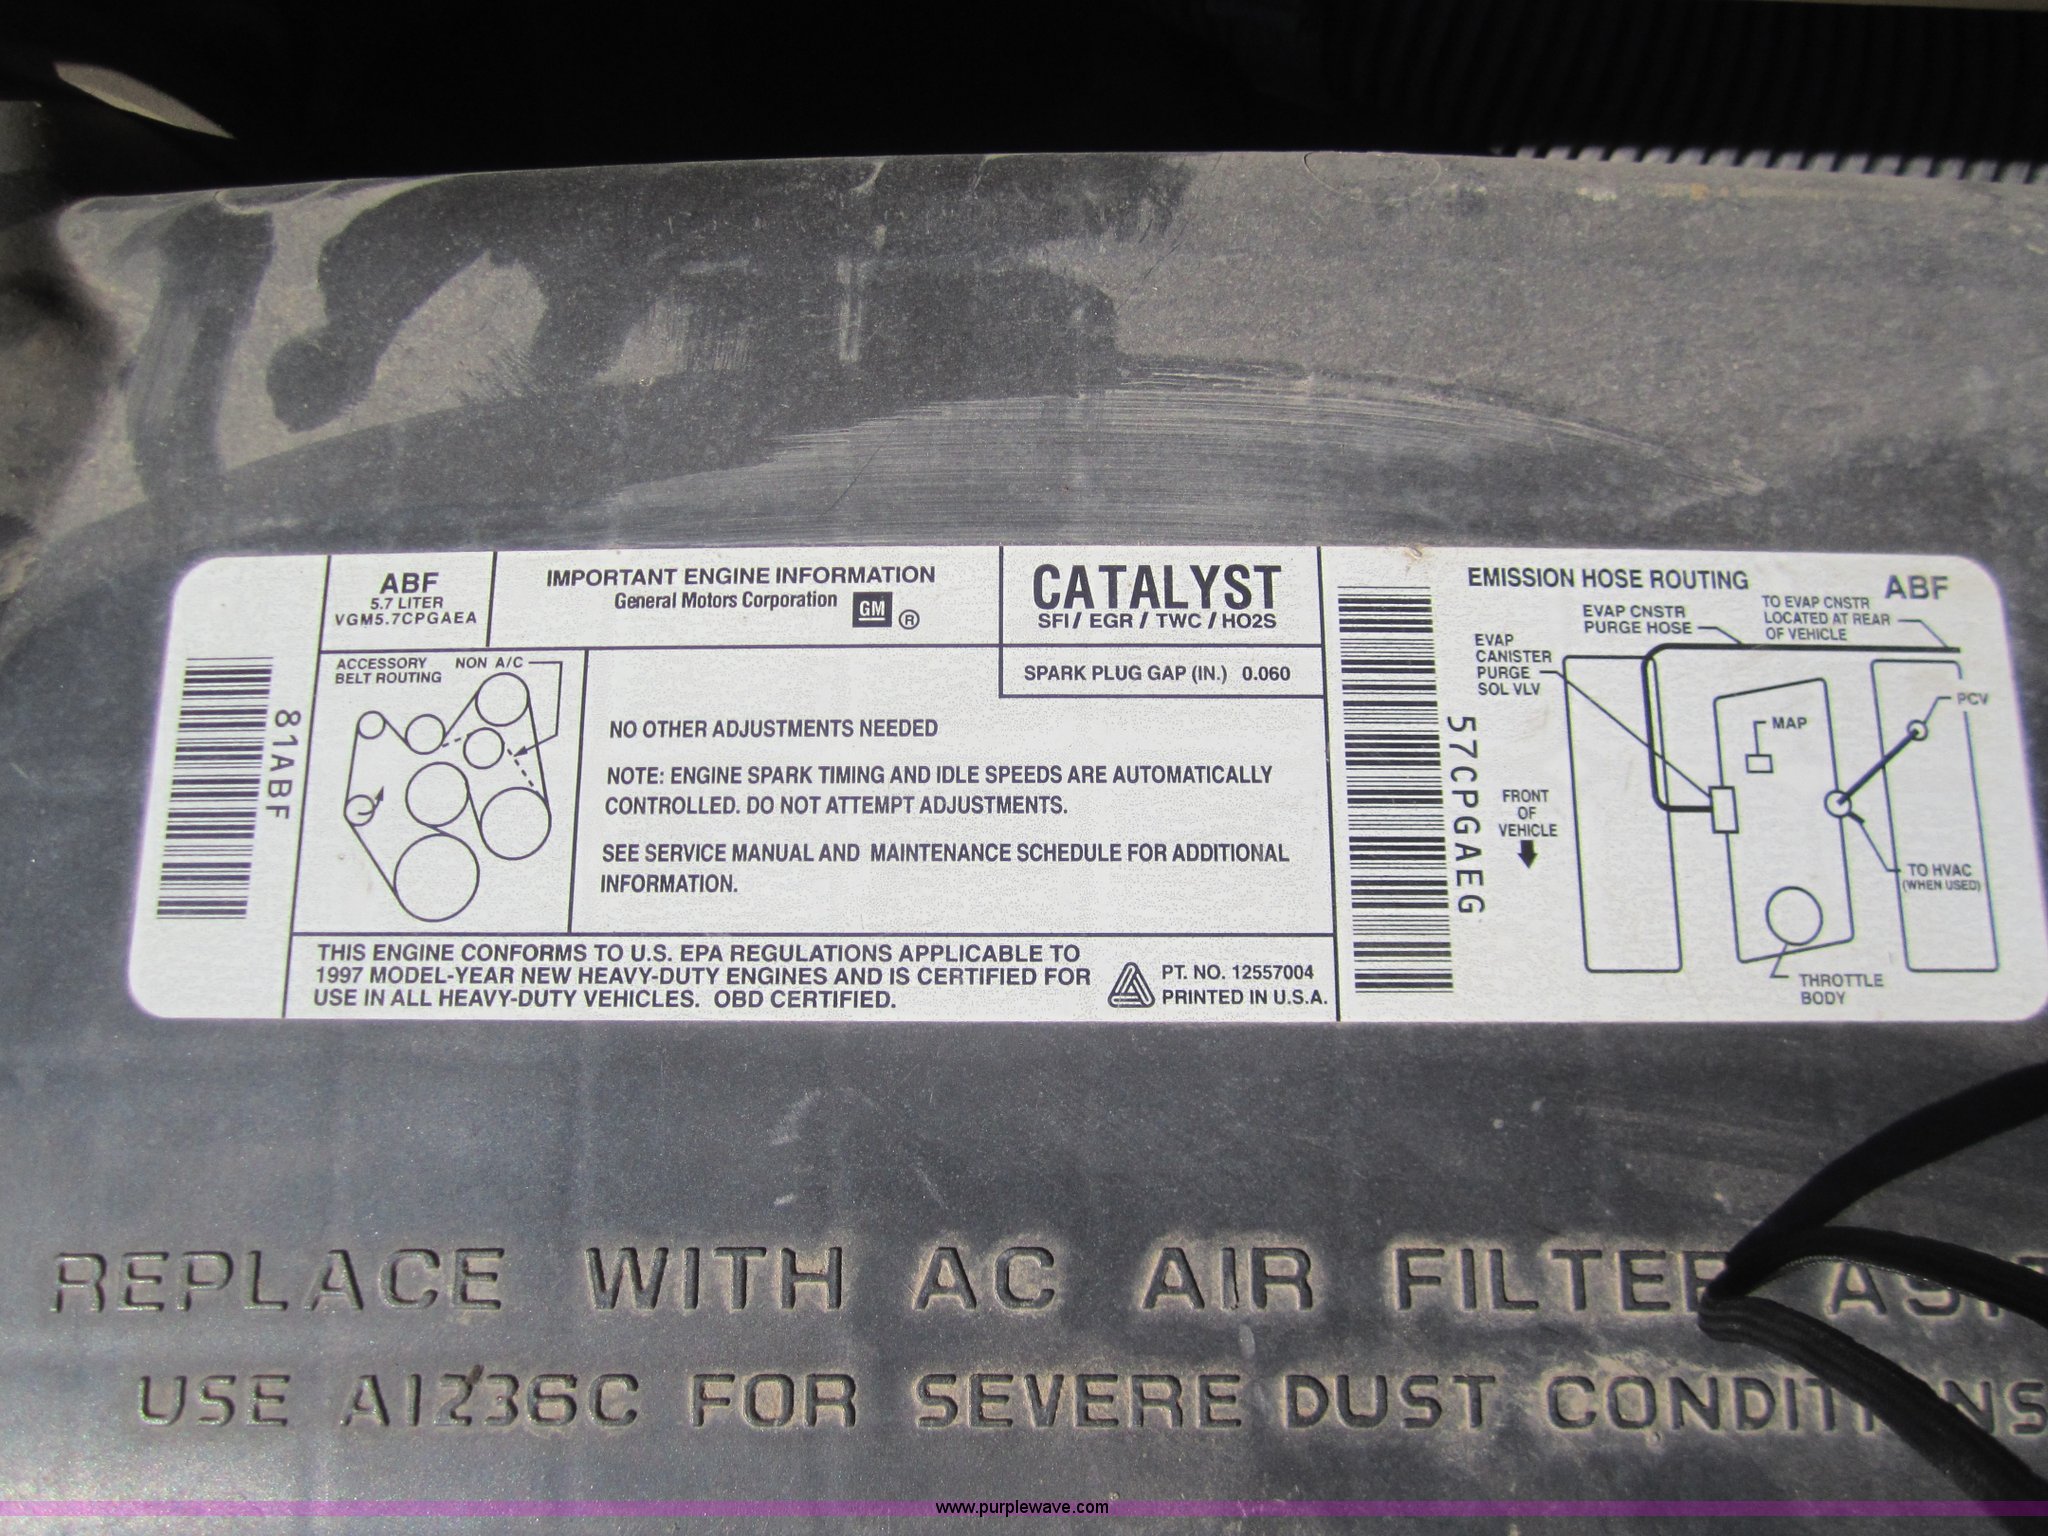 ABF
5.7 LITER
VGM5.7CPGAEA
IMPORTANT ENGINE INFORMATION
General Motors Corporation GM ®
CATALYST
SFI / EGR / TWC / HO2S
SPARK PLUG GAP (IN.) 0.060
81ABF
ACCESSORY
BELT ROUTING
NON A/C
NO OTHER ADJUSTMENTS NEEDED
NOTE: ENGINE SPARK TIMING AND IDLE SPEEDS ARE AUTOMATICALLY
CONTROLLED. DO NOT ATTEMPT ADJUSTMENTS.
SEE SERVICE MANUAL AND MAINTENANCE SCHEDULE FOR ADDITIONAL
INFORMATION.
THIS ENGINE CONFORMS TO U.S. EPA REGULATIONS APPLICABLE TO
1997 MODEL-YEAR NEW HEAVY-DUTY ENGINES AND IS CERTIFIED FOR
USE IN ALL HEAVY-DUTY VEHICLES. OBD CERTIFIED.
PT. NO. 12557004
PRINTED IN U.S.A.
57CPGAEG
EMISSION HOSE ROUTING
ABF
EVAP CNSTR
PURGE HOSE
TO EVAP CNSTR
LOCATED AT REAR
OF VEHICLE
EVAP
CANISTER
PURGE
SOL VLV
PCV
MAP
FRONT
OF
VEHICLE
TO HVAC
(WHEN USED)
THROTTLE
BODY
REPLACE WITH AC AIR FILTER
USE A1236C FOR SEVERE DUST CONDITIONS
www.purplewave.com